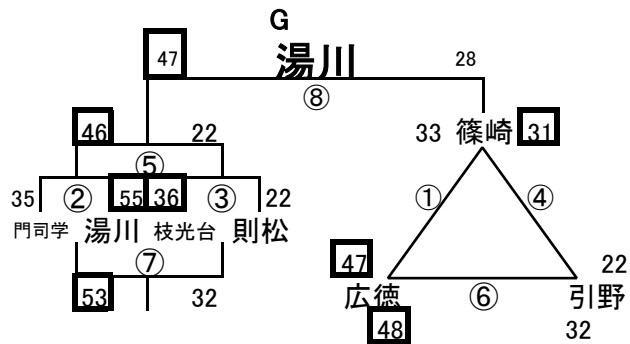 G
47 湯川 28
⑧
46 22 33 篠崎 31
⑤
35 ② 55 36 ③ 22 ① ④
門司学 湯川 枝光台 則松
⑦ 47 22
53 32 広徳 ⑥ 引野
48 32